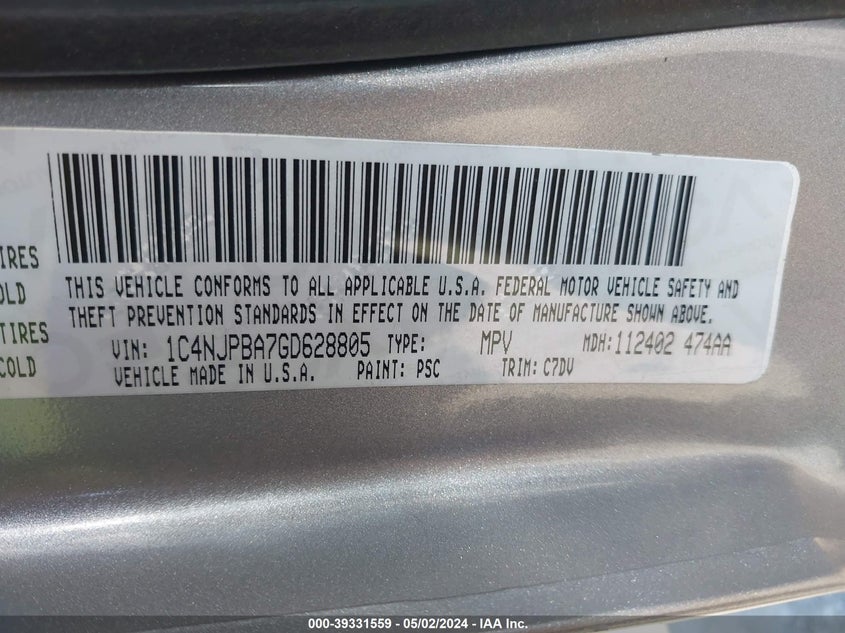 TIRES
COLD
THIS VEHICLE CONFORMS TO ALL APPLICABLE U.S.A. FEDERAL MOTOR VEHICLE SAFETY AND
THEFT PREVENTION STANDARDS IN EFFECT ON THE DATE OF MANUFACTURE SHOWN ABOVE.
TIRES
VIN: 1C4NJPBA7GD628805 TYPE: MPV MDH:112402 474AA
COLD
VEHICLE MADE IN U.S.A. PAINT: PSC TRIM: C7DV
000-39331559 - 05/02/2024 - IAA Inc.